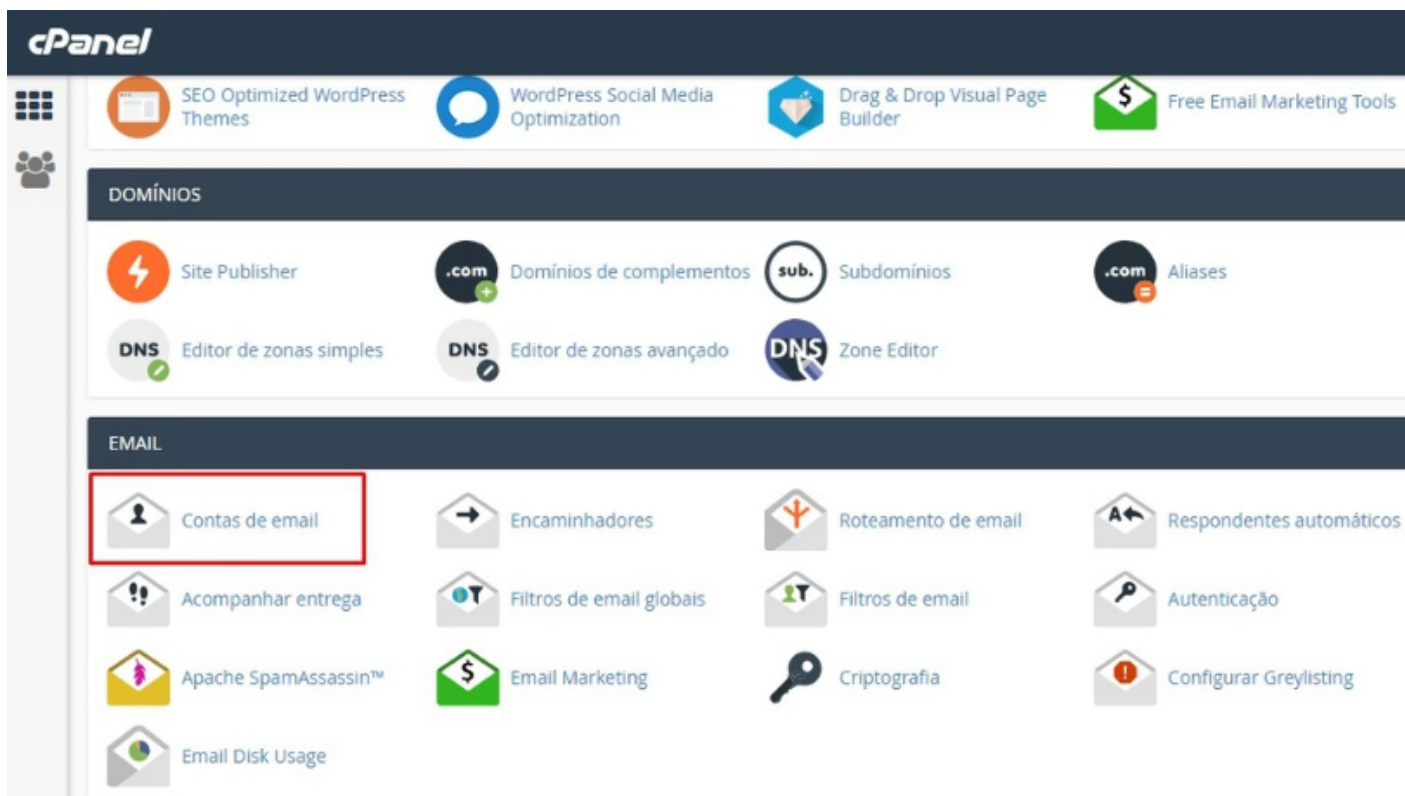 cPanel
SEO Optimized WordPress
Themes
WordPress Social Media
Optimization
Drag & Drop Visual Page
Builder
$
Free Email Marketing Tools
DOMÍNIOS
Site Publisher
.com
Domínios de complementos
sub.
Subdomínios
.com
Aliases
DNS
Editor de zonas simples
DNS
Editor de zonas avançado
DNS
Zone Editor
EMAIL
Contas de email
Encaminhadores
Roteamento de email
A
Respondentes automáticos
Acompanhar entrega
Filtros de email globais
Filtros de email
Autenticação
Apache SpamAssassin™
$
Email Marketing
Criptografia
!
Configurar Greylisting
Email Disk Usage